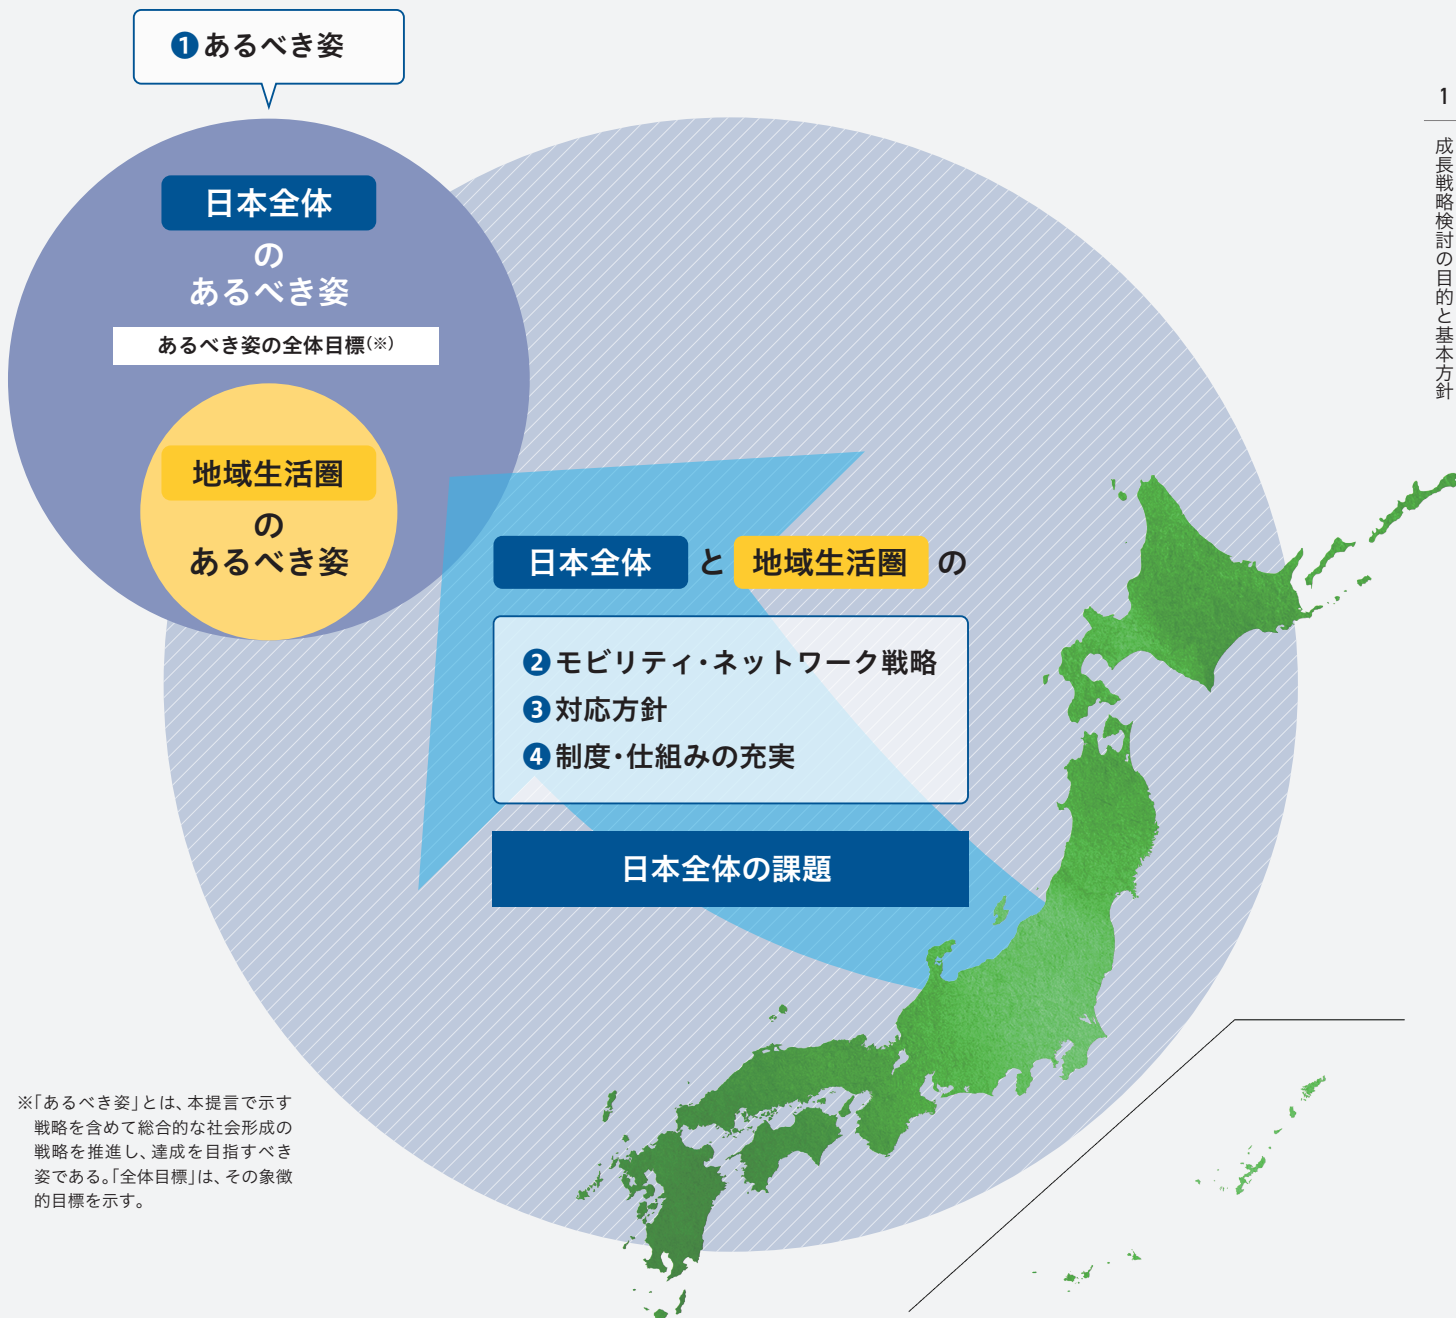 ❶あるべき姿
日本全体
の
あるべき姿
あるべき姿の全体目標(※)
地域生活圏
の
あるべき姿
日本全体 と 地域生活圏 の
❷モビリティ・ネットワーク戦略
❸対応方針
❹制度・仕組みの充実
日本全体の課題
※「あるべき姿」とは、本提言で示す
戦略を含めて総合的な社会形成の
戦略を推進し、達成を目指すべき
姿である。「全体目標」は、その象徴
的目標を示す。
1
成長戦略検討の目的と基本方針